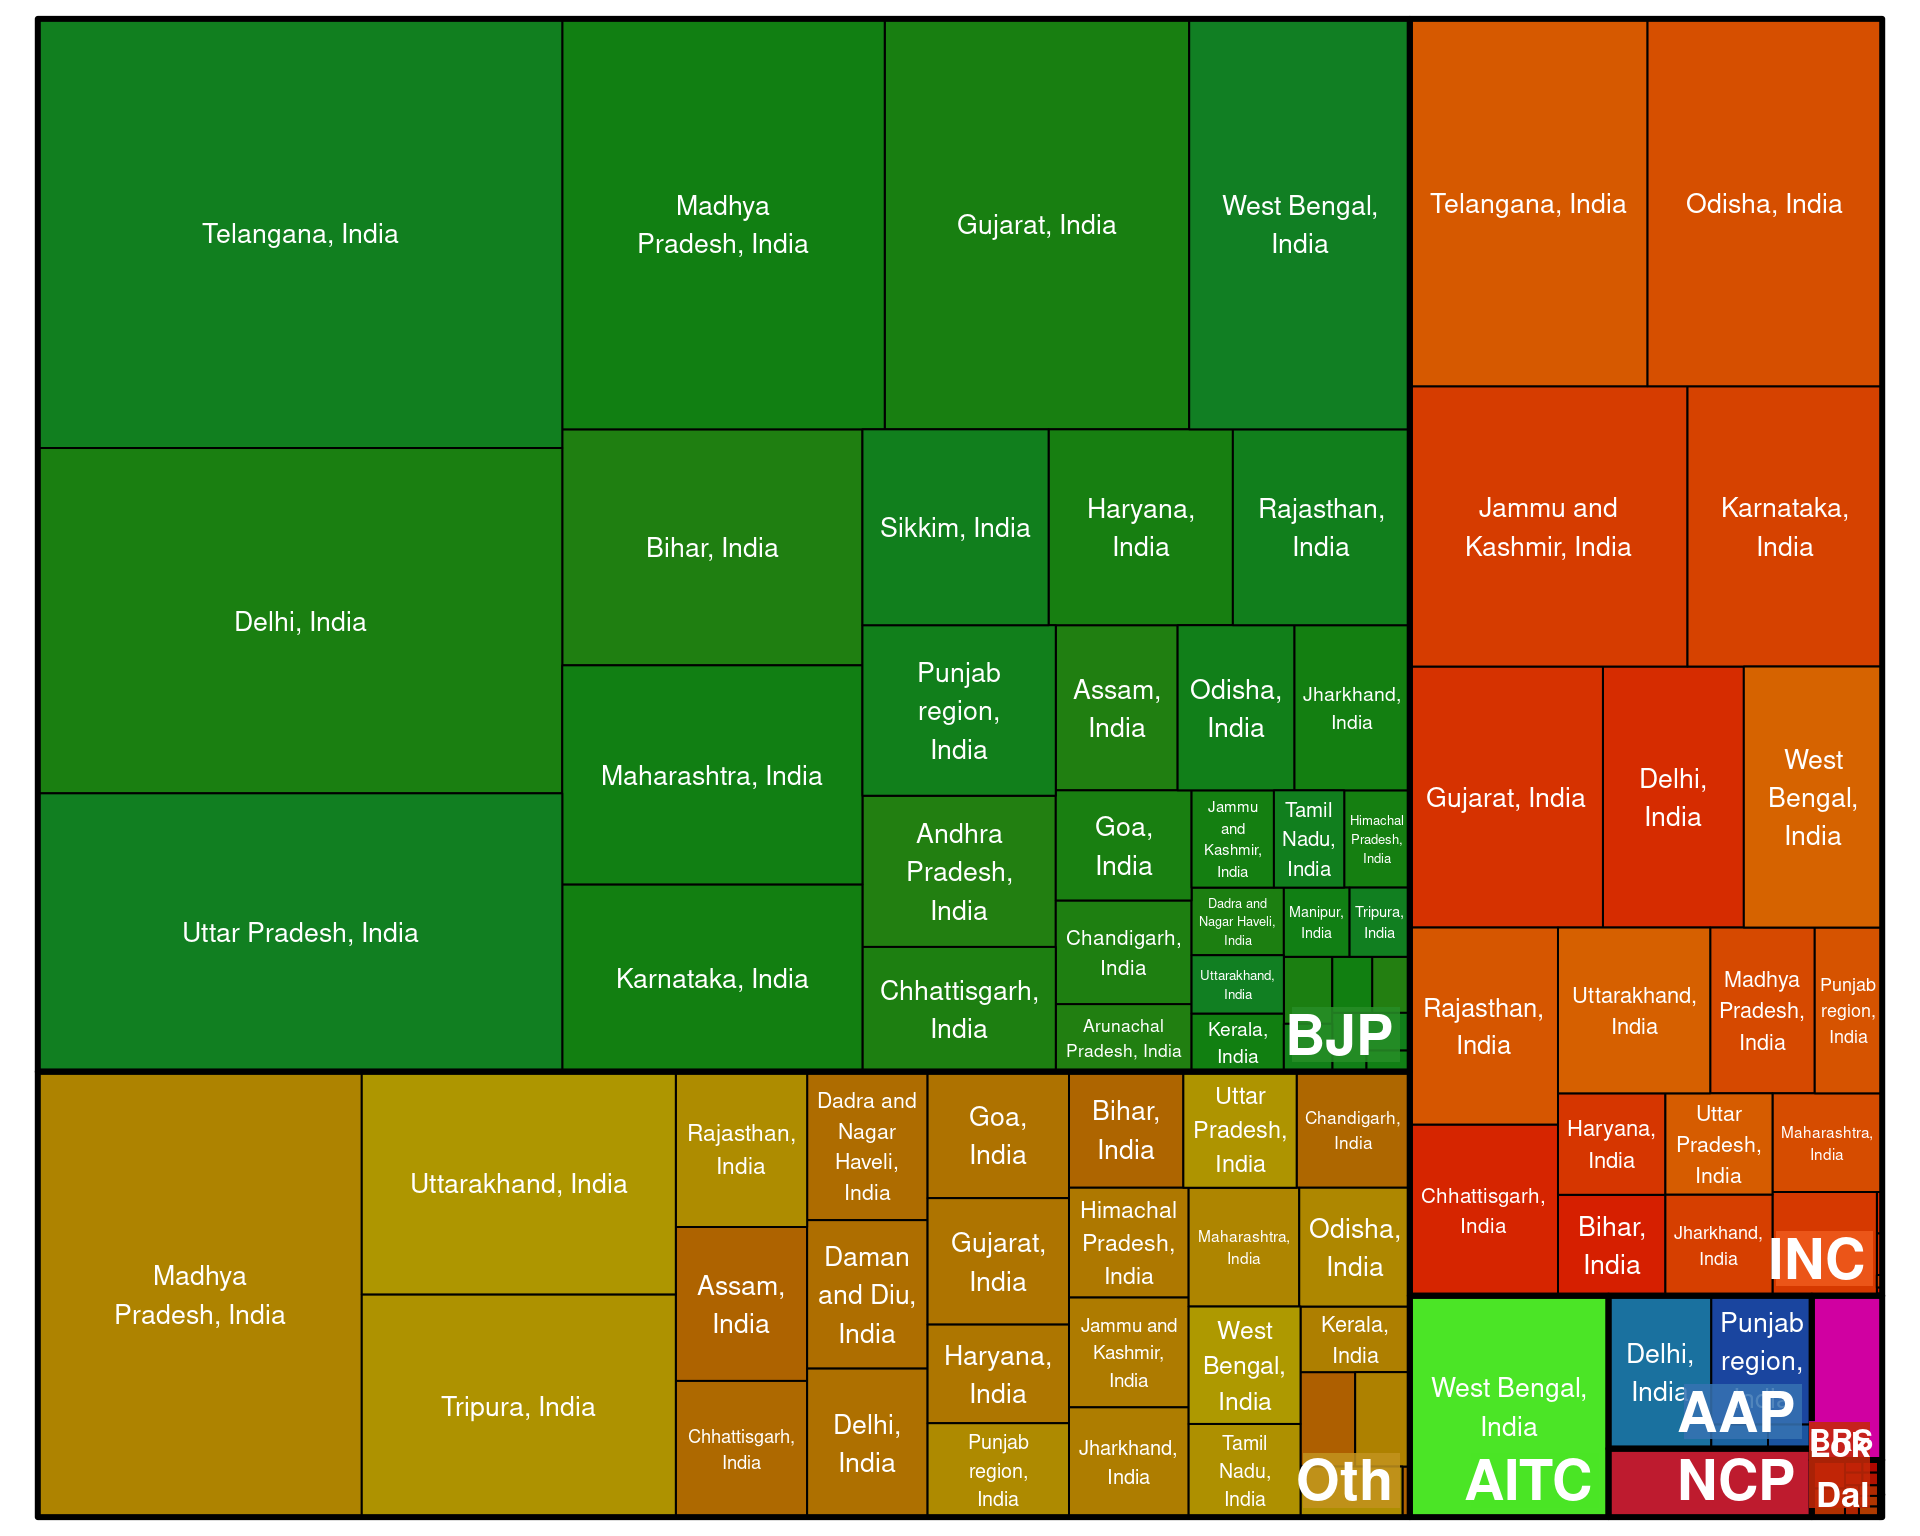 Telangana, India
Delhi, India
Uttar Pradesh, India
Madhya
Pradesh, India
Gujarat, India
West Bengal,
India
Bihar, India
Maharashtra, India
Karnataka, India
Sikkim, India
Haryana,
India
Rajasthan,
India
Punjab
region,
India
Andhra
Pradesh,
India
Chhattisgarh,
India
Assam,
India
Odisha,
India
Jharkhand,
India
Goa,
India
Chandigarh,
India
Arunachal
Pradesh, India
Jammu
and
Kashmir,
India
Tamil
Nadu,
India
Himachal
Pradesh,
India
Dadra and
Nagar Haveli,
India
Manipur,
India
Tripura,
India
Uttarakhand,
India
Kerala,
India
BJP
Madhya
Pradesh, India
Uttarakhand, India
Tripura, India
Rajasthan,
India
Assam,
India
Chhattisgarh,
India
Dadra and
Nagar
Haveli,
India
Daman
and Diu,
India
Delhi,
India
Goa,
India
Gujarat,
India
Haryana,
India
Punjab
region,
India
Bihar,
India
Uttar
Pradesh,
India
Chandigarh,
India
Himachal
Pradesh,
India
Jammu and
Kashmir,
India
Jharkhand,
India
Maharashtra,
India
Odisha,
India
West
Bengal,
India
Tamil
Nadu,
India
Kerala,
India
Oth
Telangana, India
Odisha, India
Jammu and
Kashmir, India
Karnataka,
India
Gujarat, India
Delhi,
India
West
Bengal,
India
Rajasthan,
India
Chhattisgarh,
India
Uttarakhand,
India
Madhya
Pradesh,
India
Punjab
region,
India
Haryana,
India
Uttar
Pradesh,
India
Maharashtra,
India
Bihar,
India
Jharkhand,
India
INC
West Bengal,
India
AITC
Delhi,
India
Punjab
region,
India
AAP
NCP
BRS
Dal